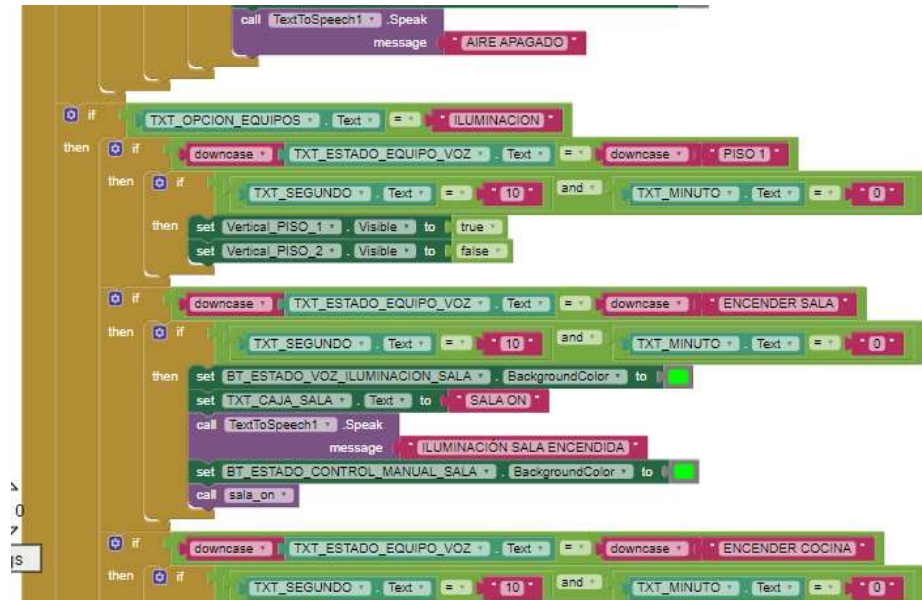 call TextToSpeech1 .Speak
message " AIRE APAGADO "
if TXT_OPCION_EQUIPOS . Text = " ILUMINACION "
then if downcase TXT_ESTADO_EQUIPO_VOZ . Text = downcase " PISO 1 "
then if TXT_SEGUNDO . Text = " 10 " and TXT_MINUTO . Text = " 0 "
then set Vertical_PISO_1 . Visible to true
set Vertical_PISO_2 . Visible to false
if downcase TXT_ESTADO_EQUIPO_VOZ . Text = downcase " ENCENDER SALA "
then if TXT_SEGUNDO . Text = " 10 " and TXT_MINUTO . Text = " 0 "
then set BT_ESTADO_VOZ_ILUMINACION_SALA . BackgroundColor to
set TXT_CAJA_SALA . Text to " SALA ON "
call TextToSpeech1 .Speak
message " ILUMINACIÓN SALA ENCENDIDA "
set BT_ESTADO_CONTROL_MANUAL_SALA . BackgroundColor to
call sala_on
0
if downcase TXT_ESTADO_EQUIPO_VOZ . Text = downcase " ENCENDER COCINA "
then if TXT_SEGUNDO . Text = " 10 " and TXT_MINUTO . Text = " 0 "